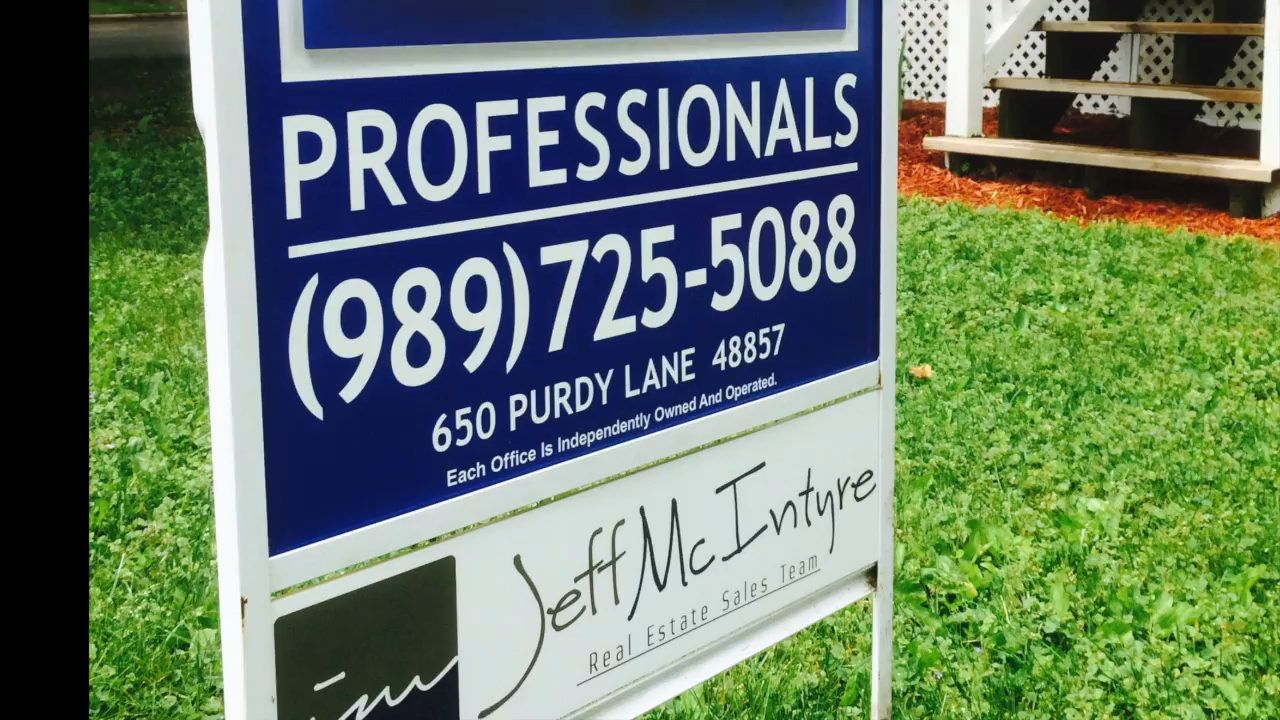 PROFESSIONALS
(989)725-5088
650 PURDY LANE 48857
Each Office Is Independently Owned And Operated.
Jeff McIntyre
Real Estate Sales Team